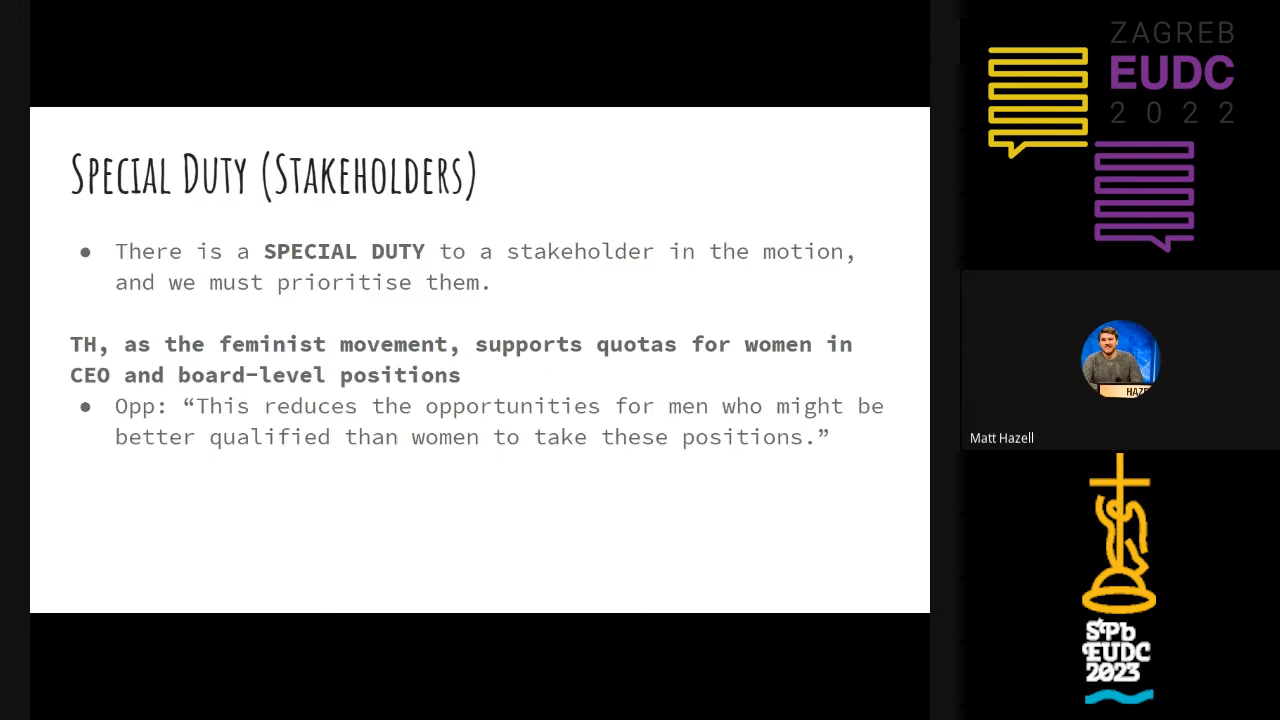 Special Duty (Stakeholders)
● There is a SPECIAL DUTY to a stakeholder in the motion,
and we must prioritise them.
TH, as the feminist movement, supports quotas for women in
CEO and board-level positions
● Opp: “This reduces the opportunities for men who might be
better qualified than women to take these positions.”
ZAGREB
EUDC
2022
HAZE
Matt Hazell
StPb
EUDC
2023